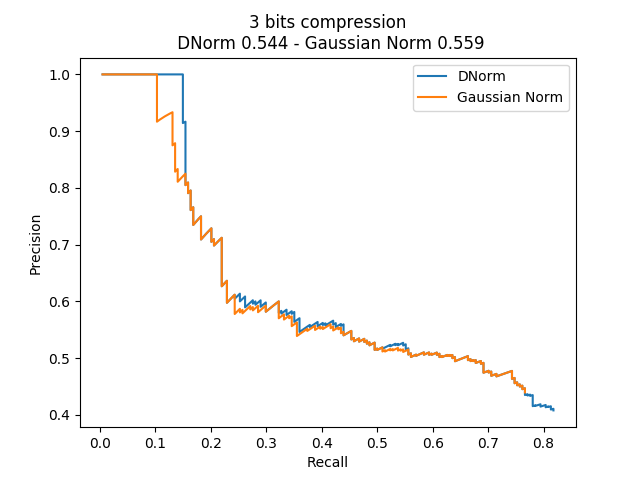 3 bits compression
DNorm 0.544 - Gaussian Norm 0.559
DNorm
Gaussian Norm
1.0
0.9
0.8
0.7
0.6
0.5
0.4
Precision
0.0 0.1 0.2 0.3 0.4 0.5 0.6 0.7 0.8
Recall